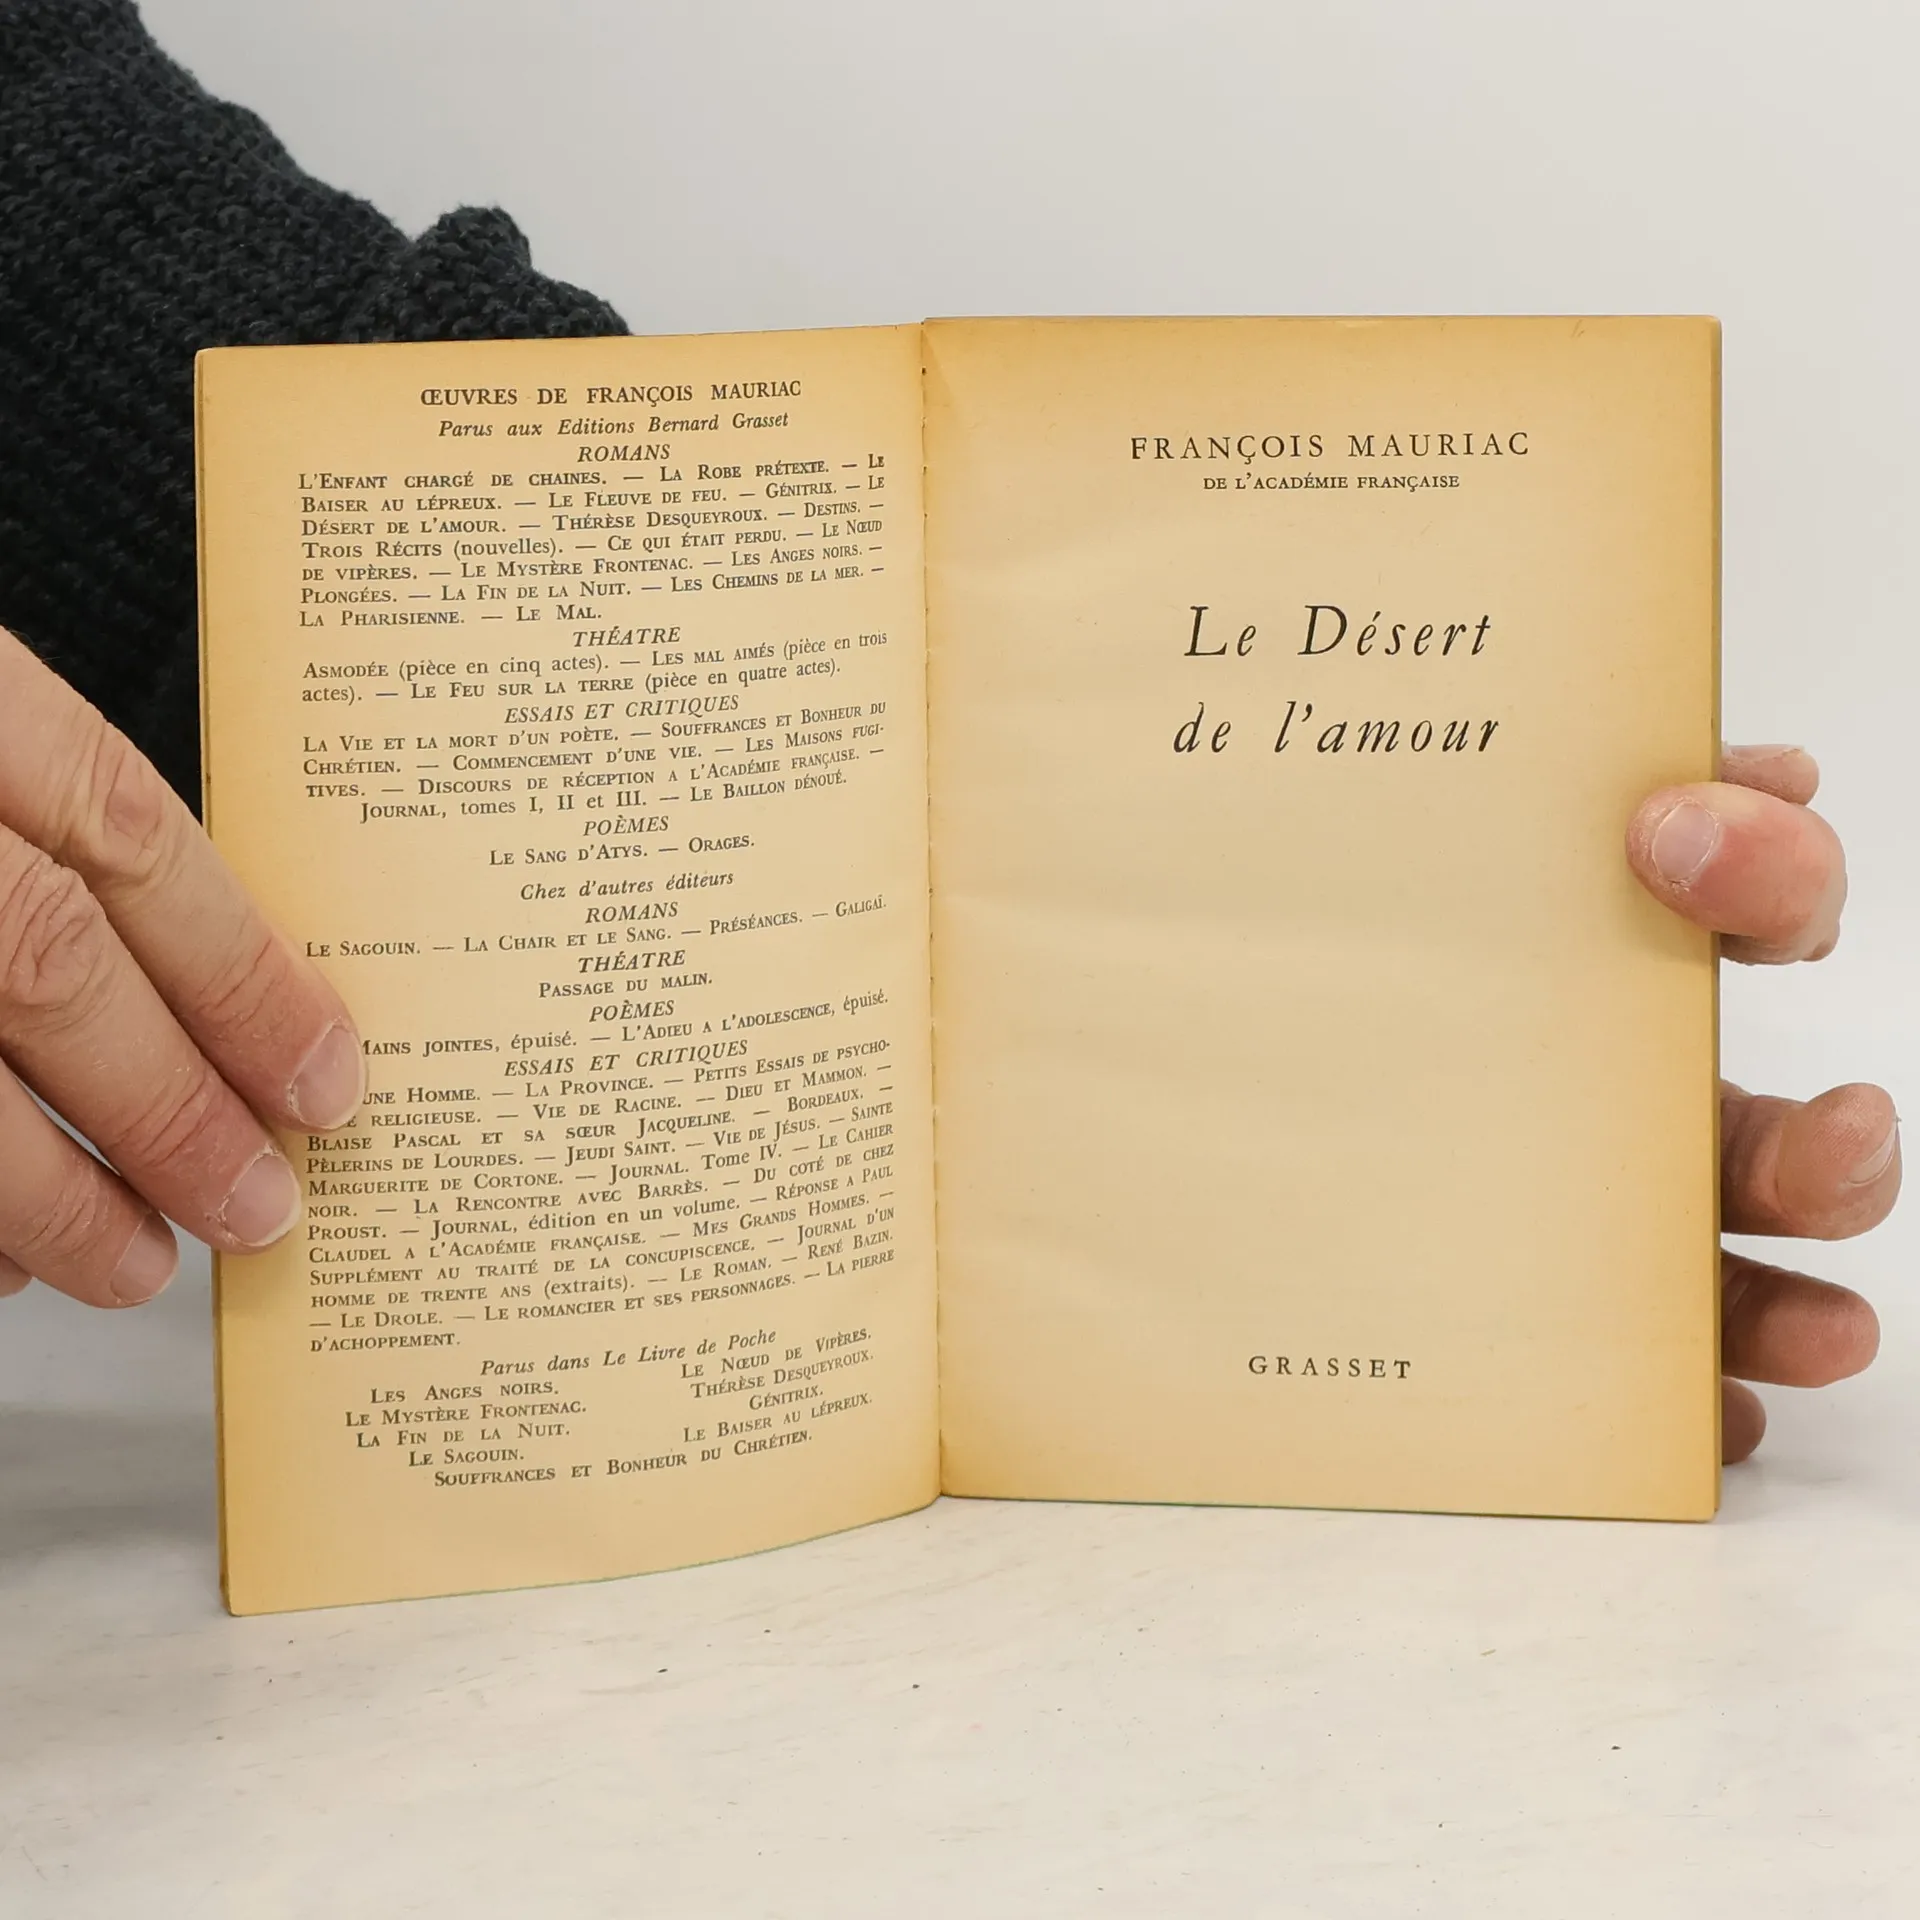 ŒUVRES DE FRANÇOIS MAURIAC
Parus aux Editions Bernard Grasset
ROMANS
L'ENFANT CHARGÉ DE CHAINES. — LA ROBE PRÉTEXTE. — LE
BAISER AU LÉPREUX. — LE FLEUVE DE FEU. — GÉNITRIX. — LE
DÉSERT DE L'AMOUR. — THÉRÈSE DESQUEYROUX. — DESTINS. —
TROIS RÉCITS (nouvelles). — CE QUI ÉTAIT PERDU. — LE NŒUD
DE VIPÈRES. — LE MYSTÈRE FRONTENAC. — LES ANGES NOIRS. —
PLONGÉES. — LA FIN DE LA NUIT. — LES CHEMINS DE LA MER. —
LA PHARISIENNE. — LE MAL.
THÉATRE
ASMODÉE (pièce en cinq actes). — LES MAL AIMÉS (pièce en trois
actes). — LE FEU SUR LA TERRE (pièce en quatre actes).
ESSAIS ET CRITIQUES
LA VIE ET LA MORT D'UN POÈTE. — SOUFFRANCES ET BONHEUR DU
CHRÉTIEN. — COMMENCEMENT D'UNE VIE. — LES MAISONS FUGI-
TIVES. — DISCOURS DE RÉCEPTION A L'ACADÉMIE FRANÇAISE. —
JOURNAL, tomes I, II et III. — LE BAILLON DÉNOUÉ.
POÈMES
LE SANG D'ATYS. — ORAGES.
Chez d'autres éditeurs
ROMANS
LE SAGOUIN. — LA CHAIR ET LE SANG. — PRÉSÉANCES. — GALIGAÏ.
THÉATRE
PASSAGE DU MALIN.
POÈMES
MAINS JOINTES, épuisé. — L'ADIEU A L'ADOLESCENCE, épuisé.
ESSAIS ET CRITIQUES
UNE HOMME. — LA PROVINCE. — PETITS ESSAIS DE PSYCHO-
E RELIGIEUSE. — VIE DE RACINE. — DIEU ET MAMMON. —
BLAISE PASCAL ET SA SŒUR JACQUELINE. — BORDEAUX. —
PÈLERINS DE LOURDES. — JEUDI SAINT. — VIE DE JÉSUS. — SAINTE
MARGUERITE DE CORTONE. — JOURNAL. Tome IV. — LE CAHIER
NOIR. — LA RENCONTRE AVEC BARRÈS. — DU COTÉ DE CHEZ
PROUST. — JOURNAL, édition en un volume. — RÉPONSE A PAUL
CLAUDEL A L'ACADÉMIE FRANÇAISE. — MES GRANDS HOMMES. —
SUPPLÉMENT AU TRAITÉ DE LA CONCUPISCENCE. — JOURNAL D'UN
HOMME DE TRENTE ANS (extraits). — LE ROMAN. — RENÉ BAZIN.
— LE DROLE. — LE ROMANCIER ET SES PERSONNAGES. — LA PIERRE
D'ACHOPPEMENT.
Parus dans Le Livre de Poche
LES ANGES NOIRS. LE NŒUD DE VIPÈRES.
LE MYSTÈRE FRONTENAC. THÉRÈSE DESQUEYROUX.
LA FIN DE LA NUIT. GÉNITRIX.
LE SAGOUIN. LE BAISER AU LÉPREUX.
SOUFFRANCES ET BONHEUR DU CHRÉTIEN.
FRANÇOIS MAURIAC
DE L'ACADÉMIE FRANÇAISE
Le Désert
de l'amour
GRASSET